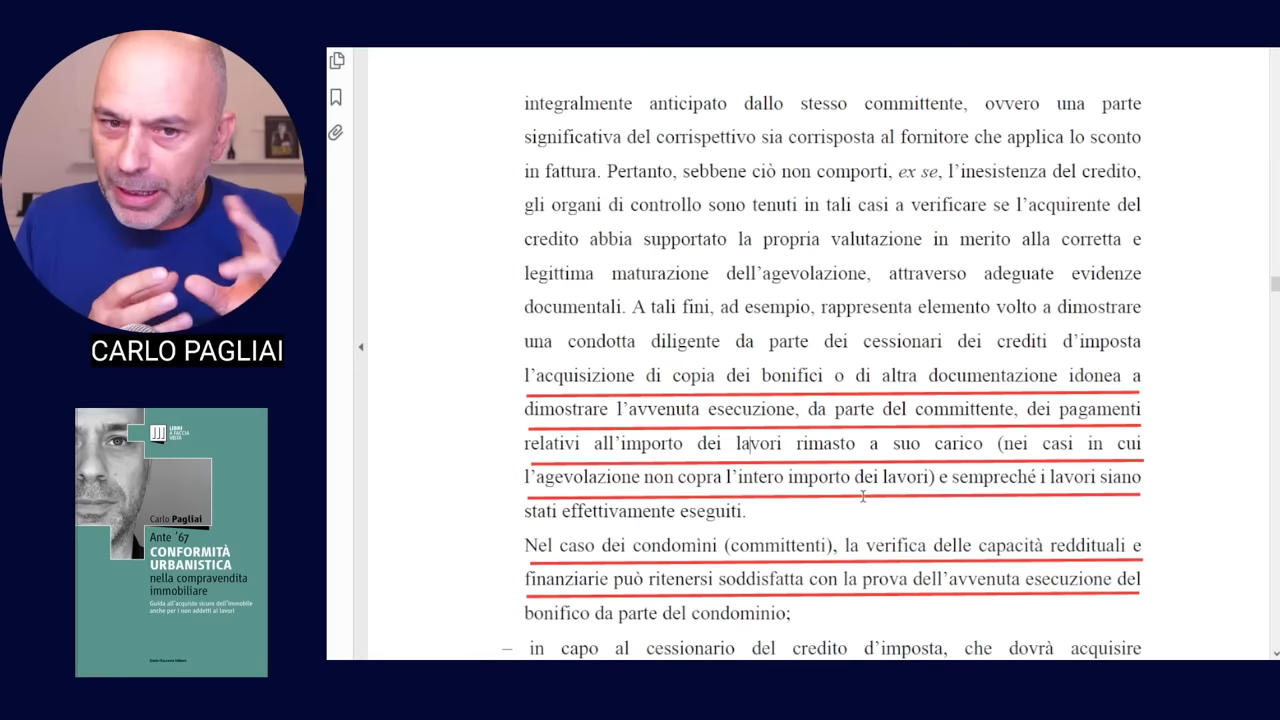 CARLO PAGLIAI
LIBRI
A FACCIA
VISTA
Carlo Pagliai
Ante '67
CONFORMITÀ
URBANISTICA
nella compravendita
immobiliare
Guida all'acquisto sicuro dell'immobile
anche per i non addetti ai lavori
integralmente anticipato dallo stesso committente, ovvero una parte
significativa del corrispettivo sia corrisposta al fornitore che applica lo sconto
in fattura. Pertanto, sebbene ciò non comporti, ex se, l’inesistenza del credito,
gli organi di controllo sono tenuti in tali casi a verificare se l’acquirente del
credito abbia supportato la propria valutazione in merito alla corretta e
legittima maturazione dell’agevolazione, attraverso adeguate evidenze
documentali. A tali fini, ad esempio, rappresenta elemento volto a dimostrare
una condotta diligente da parte dei cessionari dei crediti d’imposta
l’acquisizione di copia dei bonifici o di altra documentazione idonea a
dimostrare l’avvenuta esecuzione, da parte del committente, dei pagamenti
relativi all’importo dei lavori rimasto a suo carico (nei casi in cui
l’agevolazione non copra l’intero importo dei lavori) e sempreché i lavori siano
stati effettivamente eseguiti.
Nel caso dei condomìni (committenti), la verifica delle capacità reddituali e
finanziarie può ritenersi soddisfatta con la prova dell’avvenuta esecuzione del
bonifico da parte del condominio;
– in capo al cessionario del credito d’imposta, che dovrà acquisire